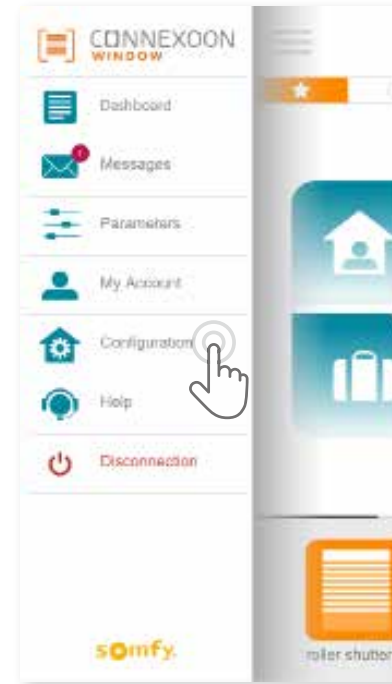 CONNEXOON
WINDOW
Dashboard
Messages
Parameters
My Account
Configuration
Help
Disconnection
somfy.
roller shutter